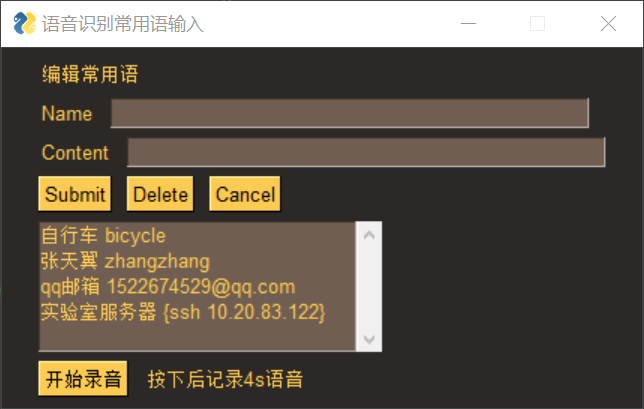 语音识别常用语输入
编辑常用语
Name
Content
Submit Delete Cancel
自行车 bicycle
张天翼 zhangzhang
qq邮箱 1522674529@qq.com
实验室服务器 {ssh 10.20.83.122}
开始录音 按下后记录4s语音